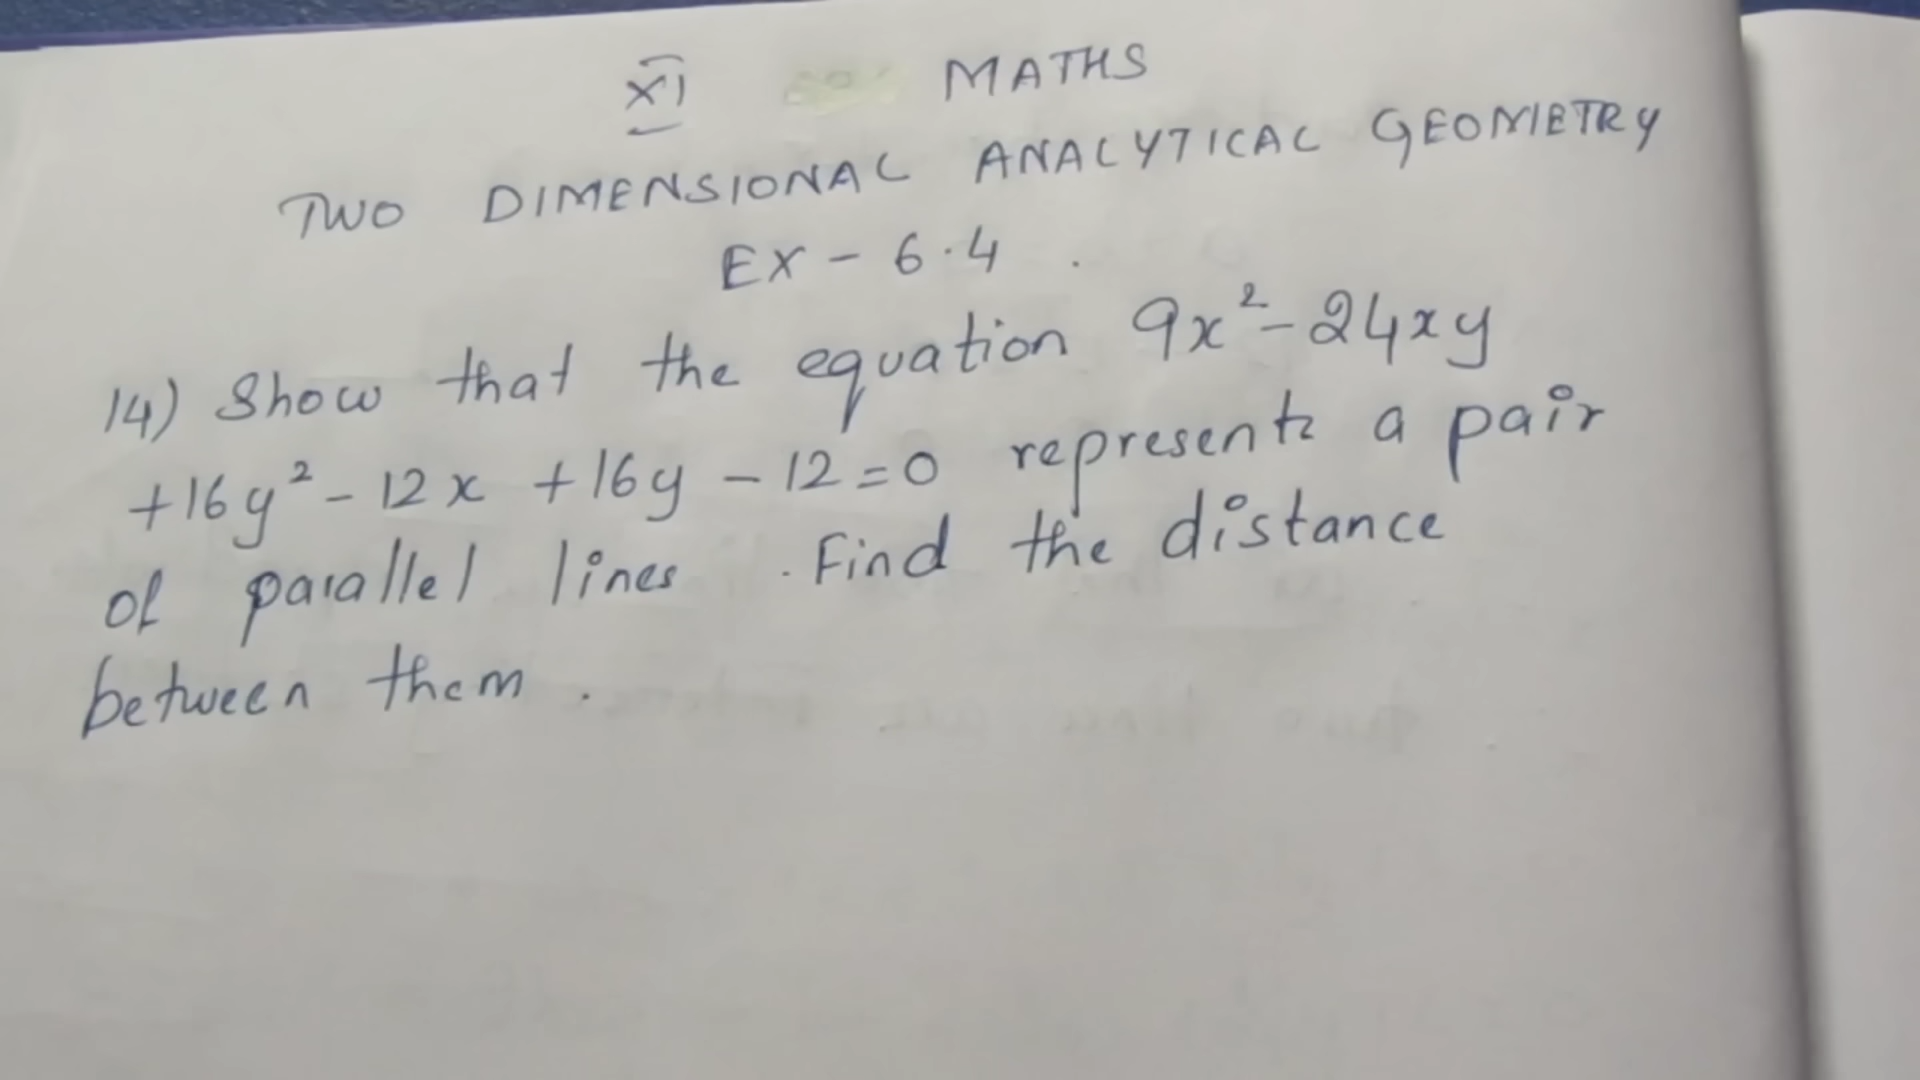 XI MATHS
TWO DIMENSIONAL ANALYTICAL GEOMETRY
EX - 6.4
14) Show that the equation 9x² - 24xy
+16y² - 12x + 16y - 12 = 0 represents a pair
of parallel lines. Find the distance
between them.